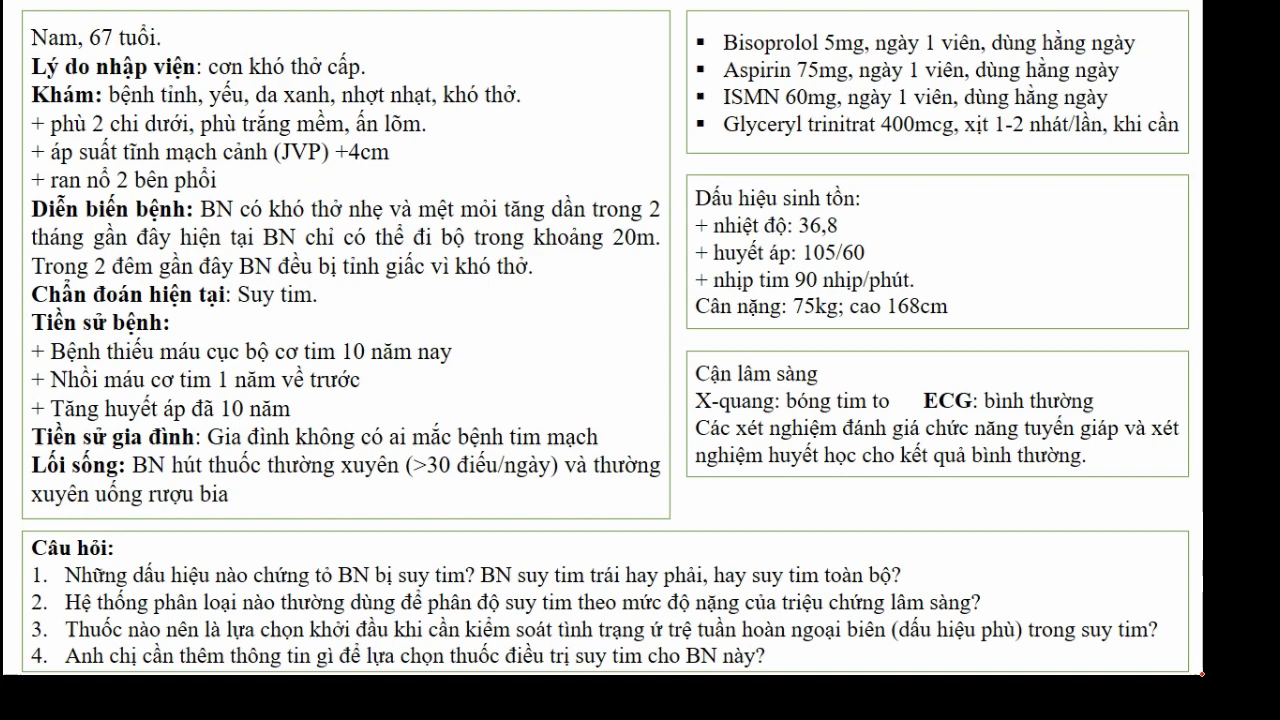 Nam, 67 tuổi.
Lý do nhập viện: cơn khó thở cấp.
Khám: bệnh tỉnh, yếu, da xanh, nhợt nhạt, khó thở.
+ phù 2 chi dưới, phù trắng mềm, ấn lõm.
+ áp suất tĩnh mạch cảnh (JVP) +4cm
+ ran nổ 2 bên phổi
Diễn biến bệnh: BN có khó thở nhẹ và mệt mỏi tăng dần trong 2
tháng gần đây hiện tại BN chỉ có thể đi bộ trong khoảng 20m.
Trong 2 đêm gần đây BN đều bị tỉnh giấc vì khó thở.
Chẩn đoán hiện tại: Suy tim.
Tiền sử bệnh:
+ Bệnh thiếu máu cục bộ cơ tim 10 năm nay
+ Nhồi máu cơ tim 1 năm về trước
+ Tăng huyết áp đã 10 năm
Tiền sử gia đình: Gia đình không có ai mắc bệnh tim mạch
Lối sống: BN hút thuốc thường xuyên (>30 điếu/ngày) và thường
xuyên uống rượu bia
▪ Bisoprolol 5mg, ngày 1 viên, dùng hằng ngày
▪ Aspirin 75mg, ngày 1 viên, dùng hằng ngày
▪ ISMN 60mg, ngày 1 viên, dùng hằng ngày
▪ Glyceryl trinitrat 400mcg, xịt 1-2 nhát/lần, khi cần
Dấu hiệu sinh tồn:
+ nhiệt độ: 36,8
+ huyết áp: 105/60
+ nhịp tim 90 nhịp/phút.
Cân nặng: 75kg; cao 168cm
Cận lâm sàng
X-quang: bóng tim to ECG: bình thường
Các xét nghiệm đánh giá chức năng tuyến giáp và xét
nghiệm huyết học cho kết quả bình thường.
Câu hỏi:
1. Những dấu hiệu nào chứng tỏ BN bị suy tim? BN suy tim trái hay phải, hay suy tim toàn bộ?
2. Hệ thống phân loại nào thường dùng để phân độ suy tim theo mức độ nặng của triệu chứng lâm sàng?
3. Thuốc nào nên là lựa chọn khởi đầu khi cần kiểm soát tình trạng ứ trệ tuần hoàn ngoại biên (dấu hiệu phù) trong suy tim?
4. Anh chị cần thêm thông tin gì để lựa chọn thuốc điều trị suy tim cho BN này?